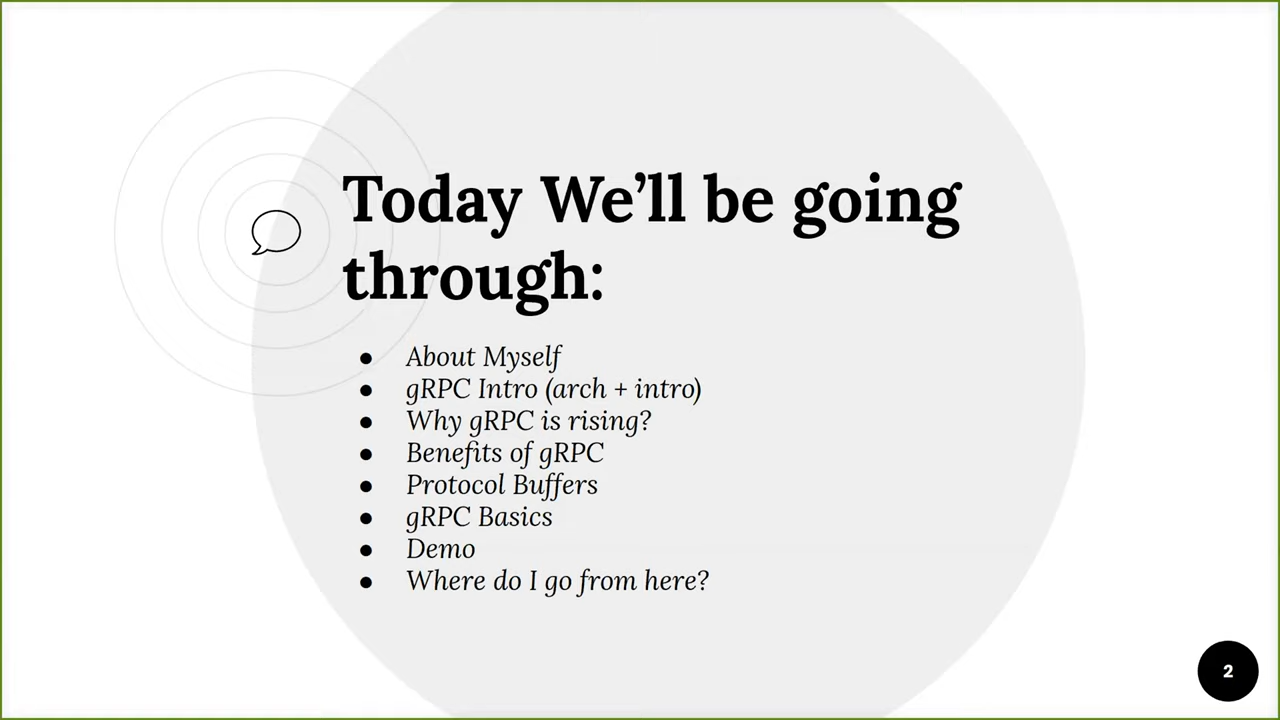 Today We’ll be going
through:
● About Myself
● gRPC Intro (arch + intro)
● Why gRPC is rising?
● Benefits of gRPC
● Protocol Buffers
● gRPC Basics
● Demo
● Where do I go from here?
2